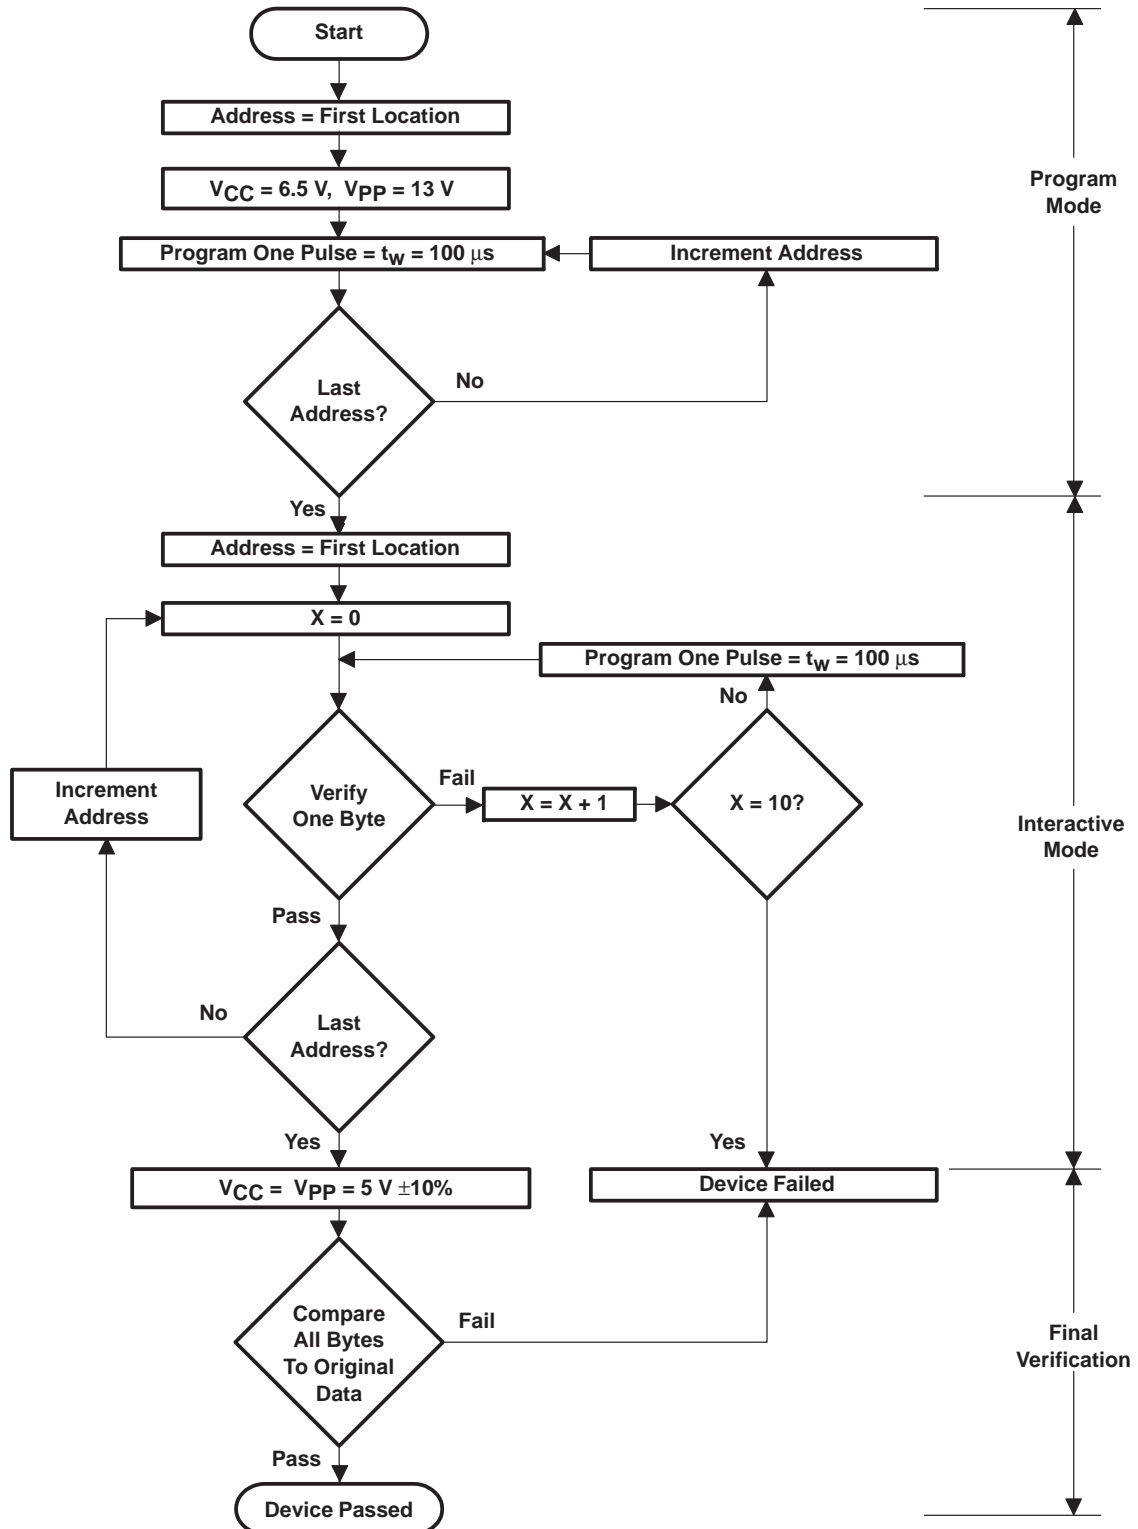 Start
Address = First Location
VCC = 6.5 V, VPP = 13 V
Program
Mode
Program One Pulse = tw = 100 μs
Increment Address
Last
Address?
No
Yes
Address = First Location
X = 0
Program One Pulse = tw = 100 μs
No
Increment
Address
Verify
One Byte
Fail
X = X + 1
X = 10?
Interactive
Mode
Pass
No
Last
Address?
Yes
Yes
VCC = VPP = 5 V ±10%
Device Failed
Compare
All Bytes
To Original
Data
Fail
Final
Verification
Pass
Device Passed